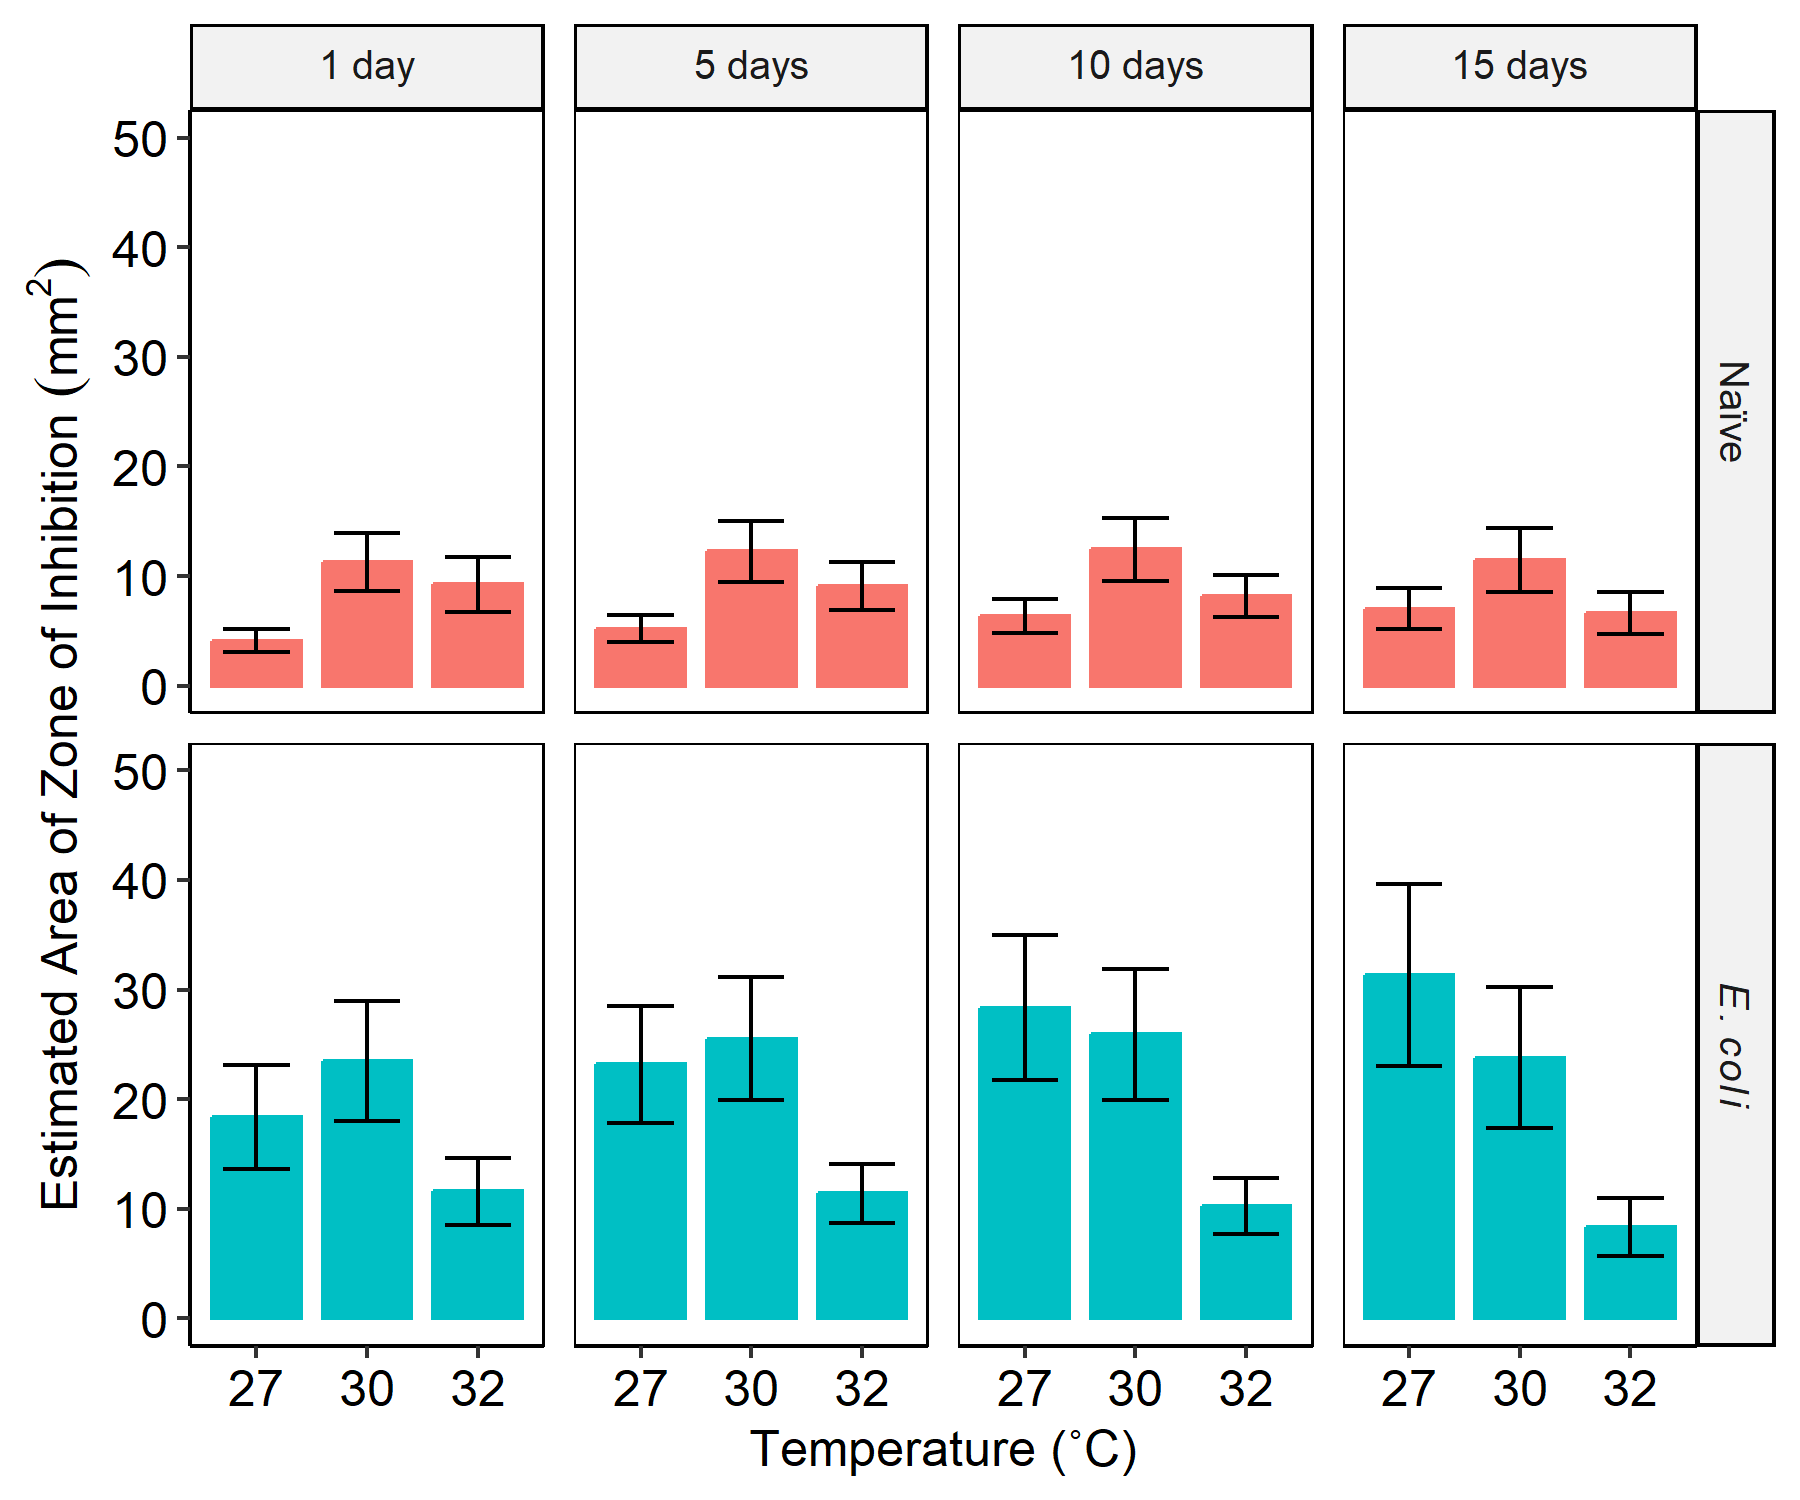 1 day 5 days 10 days 15 days
50
40
30
20
10
0
Naïve
50
40
30
20
10
0
E. coli
27 30 32 27 30 32 27 30 32 27 30 32
Temperature (°C)
Estimated Area of Zone of Inhibition (mm²)